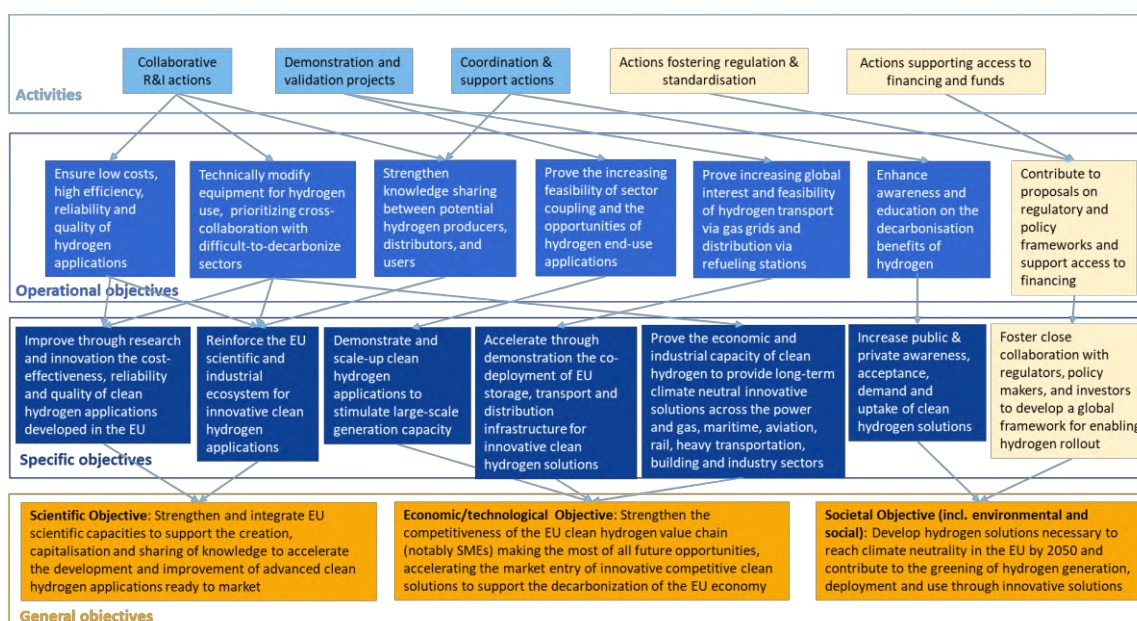 Collaborative
R&I actions
Demonstration and
validation projects
Coordination &
support actions
Actions fostering regulation &
standardisation
Actions supporting access to
financing and funds
Activities
Ensure low costs,
high efficiency,
reliability and
quality of
hydrogen
applications
Technically modify
equipment for hydrogen
use,  prioritizing cross-
collaboration with
difficult-to-decarbonize
sectors
Strengthen
knowledge sharing
between potential
hydrogen producers,
distributors, and
users
Prove the increasing
feasibility of sector
coupling and the
opportunities of
hydrogen end-use
applications
Prove increasing global
interest and feasibility
of hydrogen transport
via gas grids and
distribution via
refueling stations
Enhance
awareness and
education on the
decarbonisation
benefits of
hydrogen
Contribute to
proposals on
regulatory and
policy
frameworks and
support access to
financing
Operational objectives
Improve through research
and innovation the cost-
effectiveness, reliability
and quality of clean
hydrogen applications
developed in the EU
Reinforce the EU
scientific and
industrial
ecosystem for
innovative clean
hydrogen
applications
Demonstrate and
scale-up clean
hydrogen
applications to
stimulate large-scale
generation capacity
Accelerate through
demonstration the co-
deployment of EU
storage, transport and
distribution
infrastructure for
innovative clean
hydrogen solutions
Prove the economic and
industrial capacity of clean
hydrogen to provide long-term
climate neutral innovative
solutions across the power
and gas, maritime, aviation,
rail, heavy transportation,
building and industry sectors
Increase public &
private awareness,
acceptance,
demand and
uptake of clean
hydrogen solutions
Foster close
collaboration with
regulators, policy
makers, and investors
to develop a global
framework for enabling
hydrogen rollout
Specific objectives
Scientific Objective: Strengthen and integrate EU
scientific capacities to support the creation,
capitalisation and sharing of knowledge to accelerate
the development and improvement of advanced clean
hydrogen applications ready to market
Economic/technological Objective: Strengthen the
competitiveness of the EU clean hydrogen value chain
(notably SMEs) making the most of all future opportunities,
accelerating the market entry of innovative competitive clean
solutions to support the decarbonization of the EU economy
Societal Objective (incl. environmental and
social): Develop hydrogen solutions necessary to
reach climate neutrality in the EU by 2050 and
contribute to the greening of hydrogen generation,
deployment and use through innovative solutions
General objectives